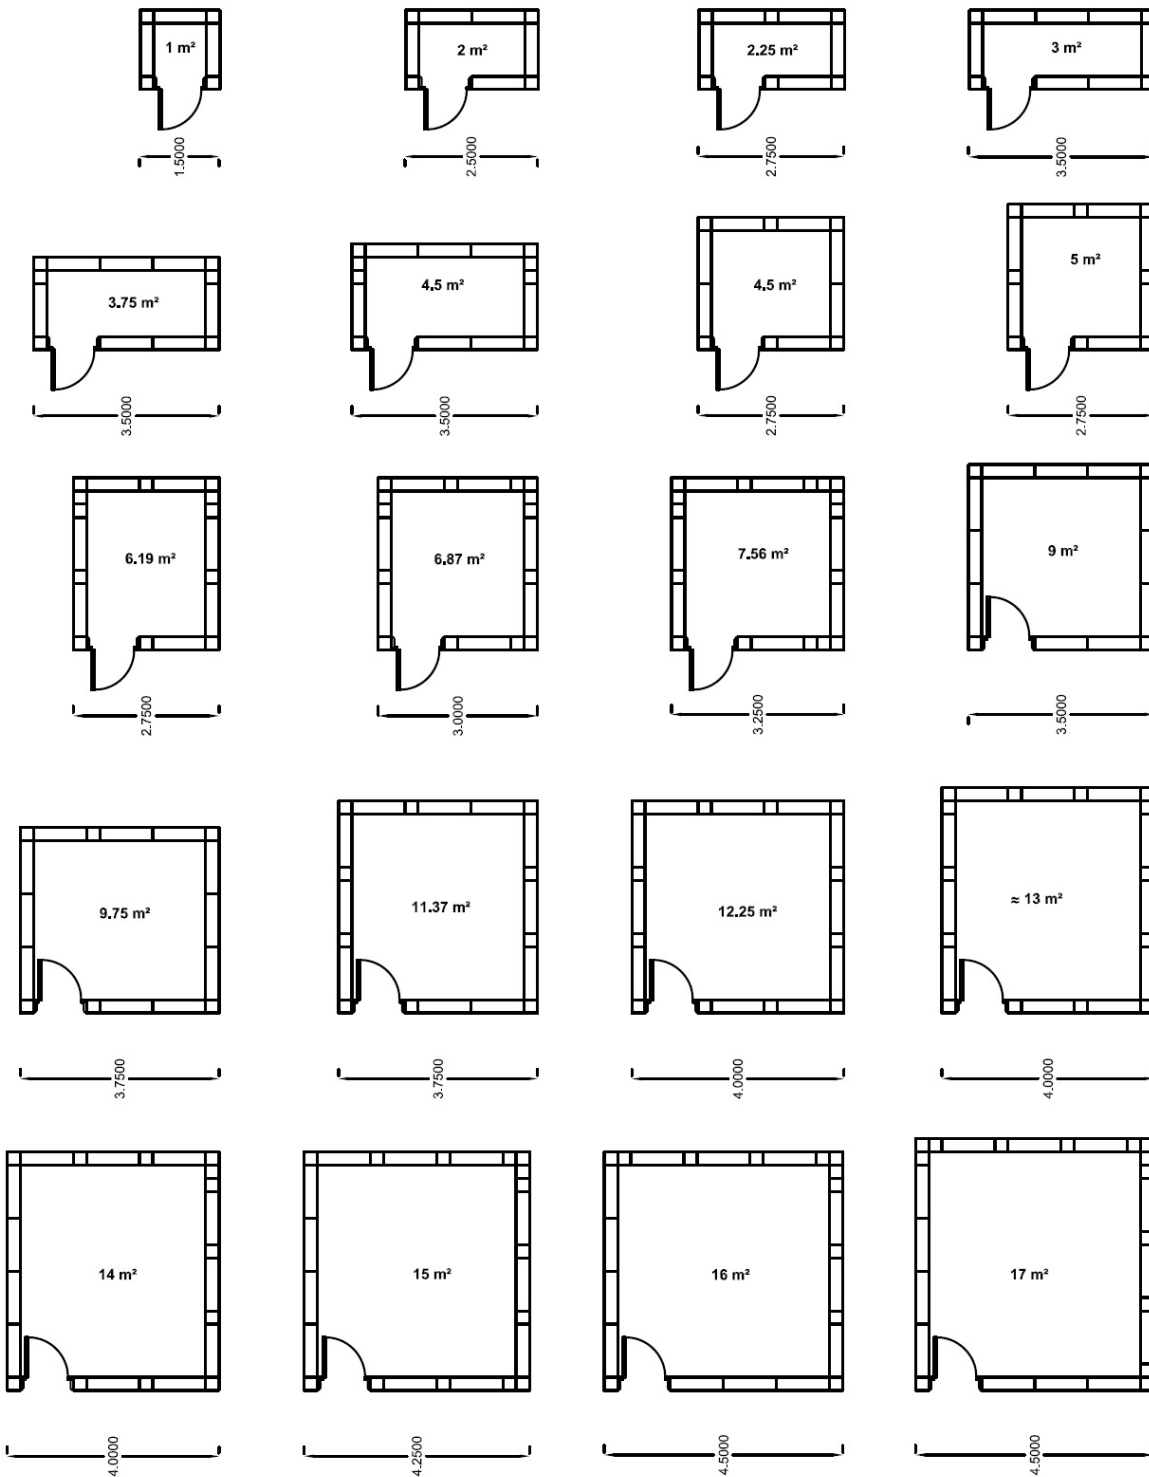 1 m²
2 m²
2.25 m²
3 m²
1.5000
2.5000
2.7500
3.5000
3.75 m²
4.5 m²
4.5 m²
5 m²
3.5000
3.5000
2.7500
2.7500
6.19 m²
6.87 m²
7.56 m²
9 m²
2.7500
3.0000
3.2500
3.5000
9.75 m²
11.37 m²
12.25 m²
≈ 13 m²
3.7500
3.7500
4.0000
4.0000
14 m²
15 m²
16 m²
17 m²
4.0000
4.2500
4.5000
4.5000